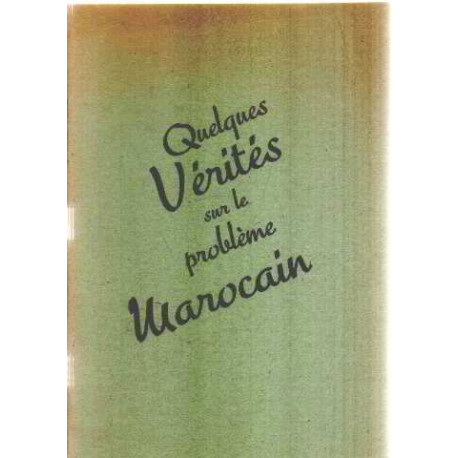 Quelques
Vérités
sur le
problème
Marocain